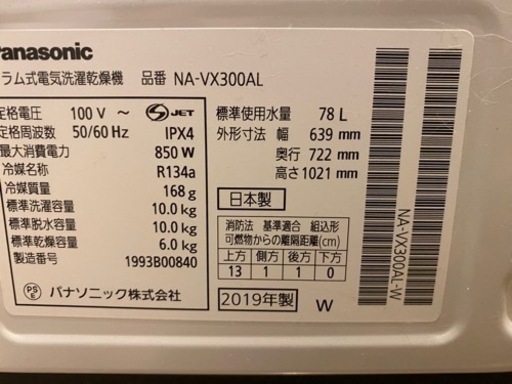 Panasonic
ラム式電気洗濯乾燥機 品番 NA-VX300AL
定格電圧 100 V ～
定格周波数 50/60 Hz
S-JET
IPX4
最大消費電力 850 W
冷媒名称 R134a
冷媒質量 168 g
標準洗濯容量 10.0 kg
標準脱水容量 10.0 kg
標準乾燥容量 6.0 kg
製造番号 1993B00840
PS
E
パナソニック株式会社
標準使用水量 78 L
外形寸法 幅 639 mm
奥行 722 mm
高さ 1021 mm
日本製
消防法 基準適合 組込形
可燃物からの離隔距離(cm)
上方 側方 後方 下方
13 1 1 0
2019年製 W
NA-VX300AL-W